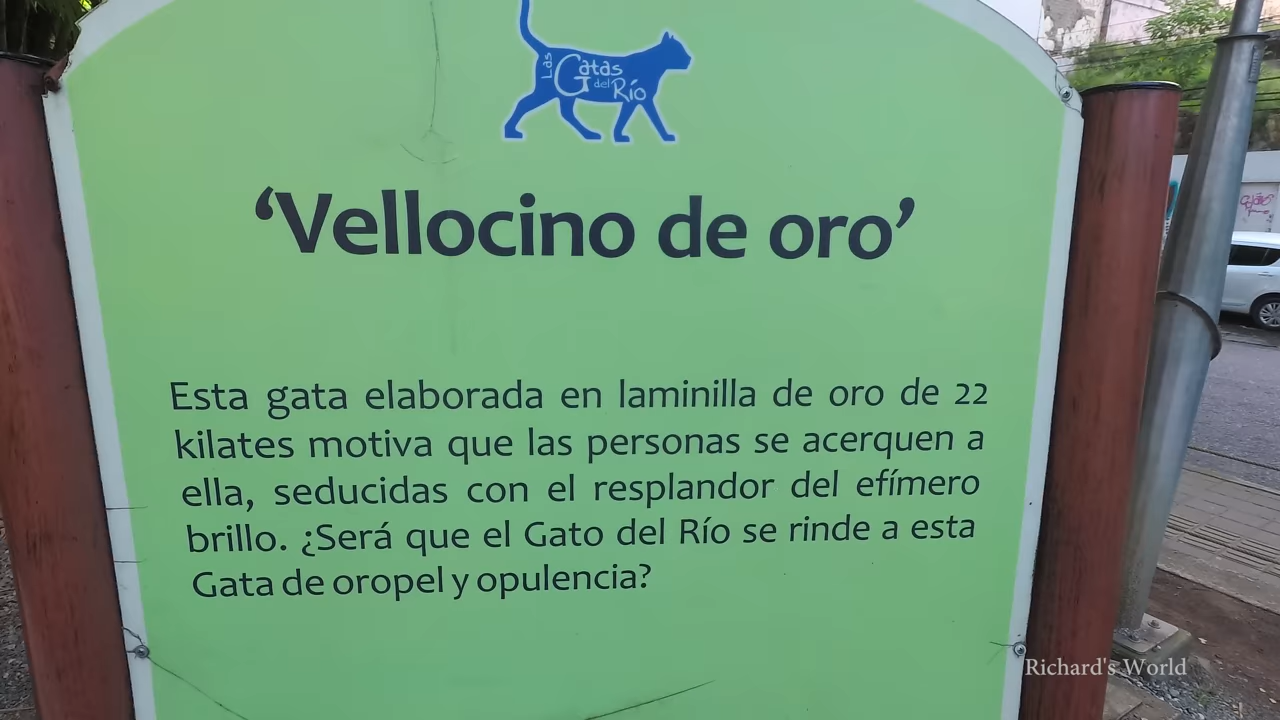 Las Gatas del Río
‘Vellocino de oro’
Esta gata elaborada en laminilla de oro de 22
kilates motiva que las personas se acerquen a
ella, seducidas con el resplandor del efímero
brillo. ¿Será que el Gato del Río se rinde a esta
Gata de oropel y opulencia?
Richard's World